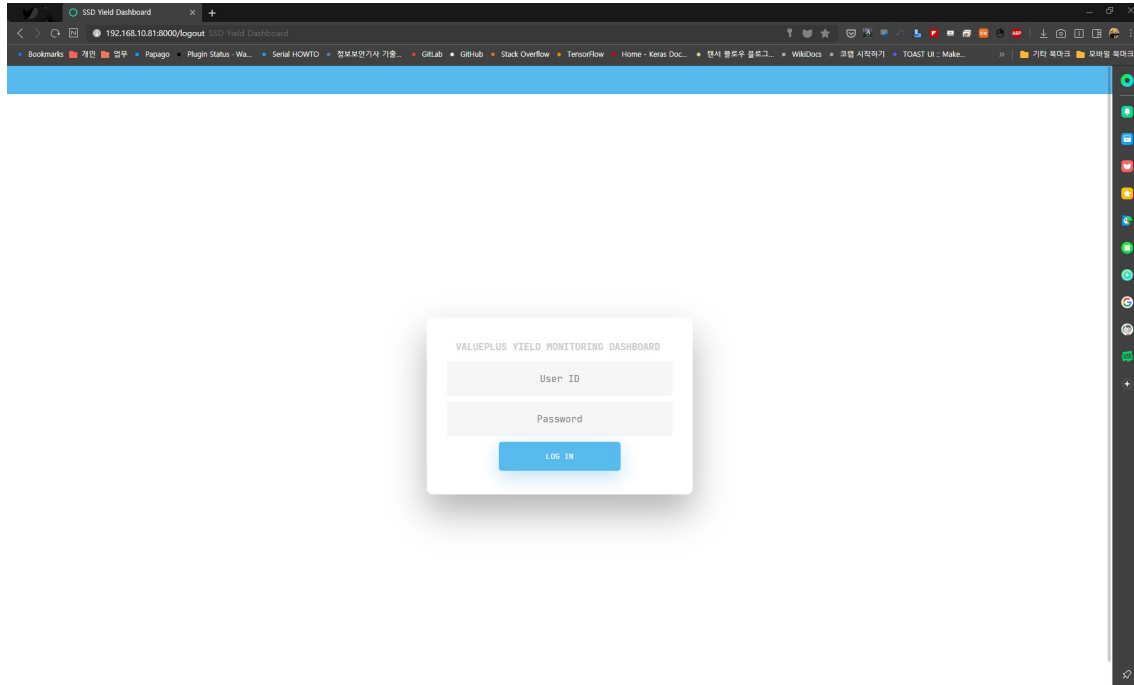 SSD Yield Dashboard
192.168.10.81:8000/logout SSD Yield Dashboard
Bookmarks 개인 업무 Papago Plugin Status - Wa... Serial HOWTO 정보보안기사 기출... GitLab GitHub Stack Overflow TensorFlow Home - Keras Doc... 텐서 플로우 블로그... WikiDocs 코랩 시작하기 TOAST UI :: Make... » 기타 북마크 모바일 북마크
VALUEPLUS YIELD MONITORING DASHBOARD
User ID
Password
LOG IN